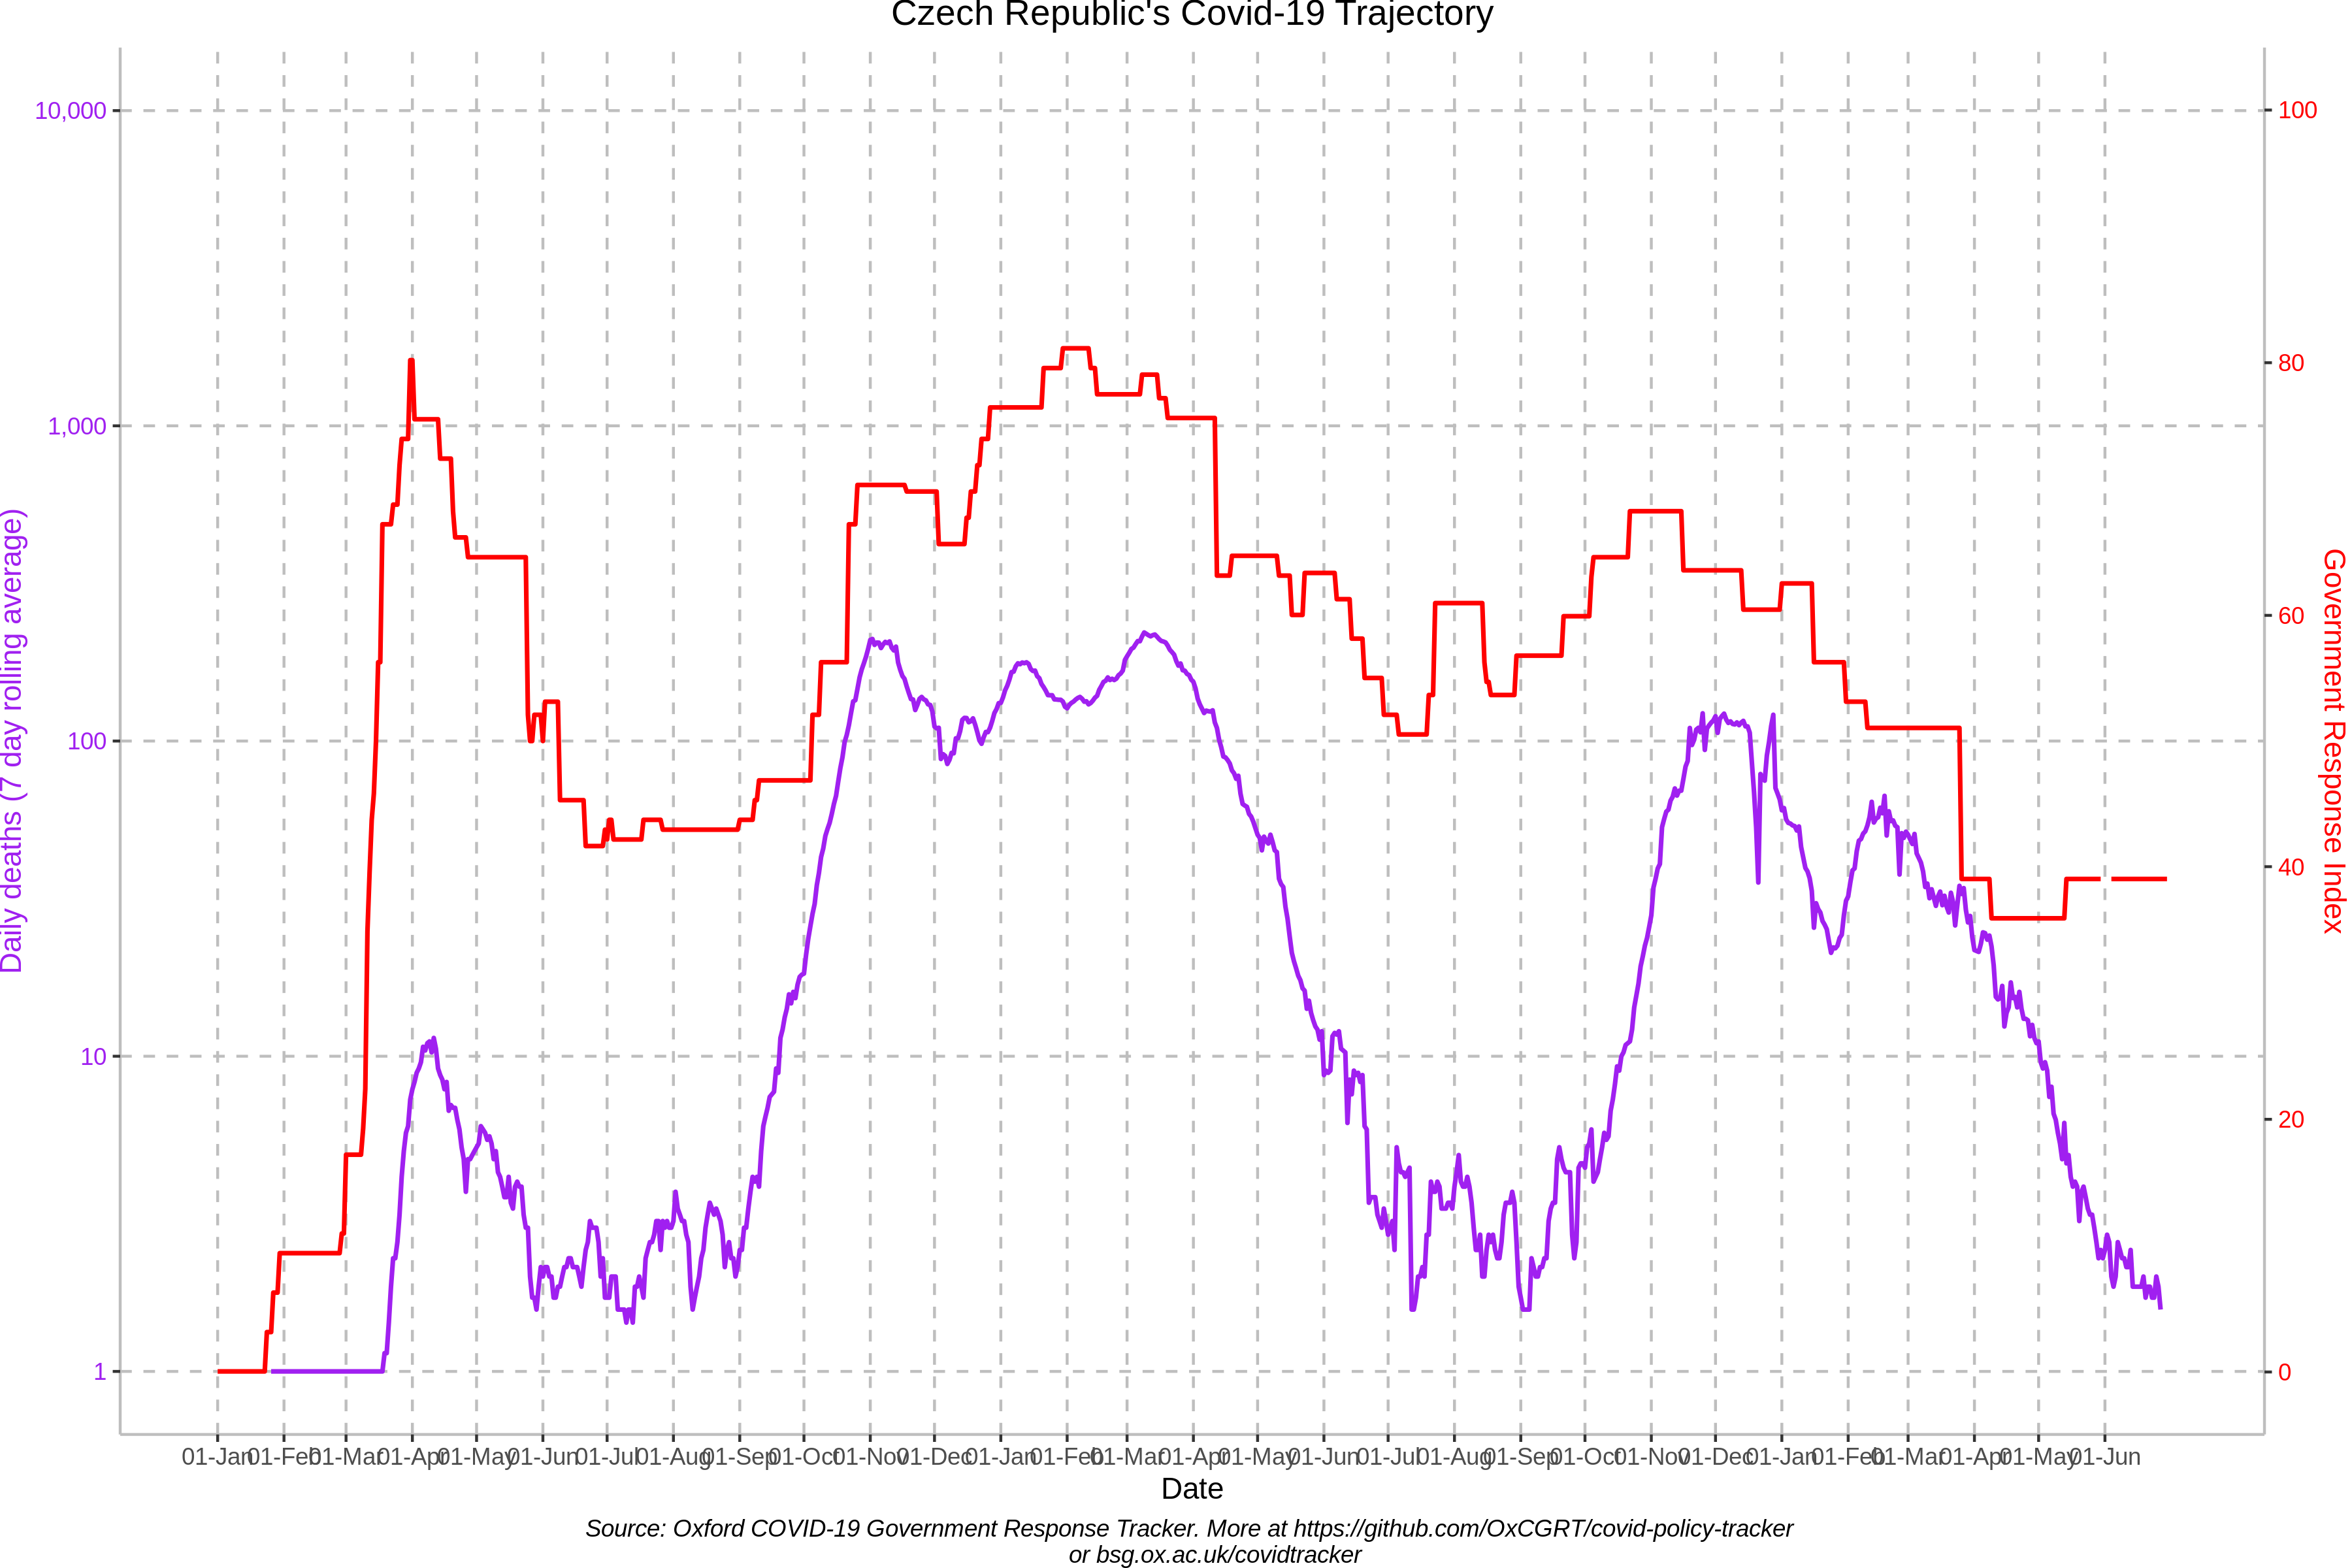 Czech Republic's Covid-19 Trajectory
10,000
1,000
100
10
1
Daily deaths (7 day rolling average)
100
80
60
40
20
0
Government Response Index
01-Jan
01-Feb
01-Mar
01-Apr
01-May
01-Jun
01-Jul
01-Aug
01-Sep
01-Oct
01-Nov
01-Dec
01-Jan
01-Feb
01-Mar
01-Apr
01-May
01-Jun
01-Jul
01-Aug
01-Sep
01-Oct
01-Nov
01-Dec
01-Jan
01-Feb
01-Mar
01-Apr
01-May
01-Jun
Date
Source: Oxford COVID-19 Government Response Tracker. More at https://github.com/OxCGRT/covid-policy-tracker
or bsg.ox.ac.uk/covidtracker